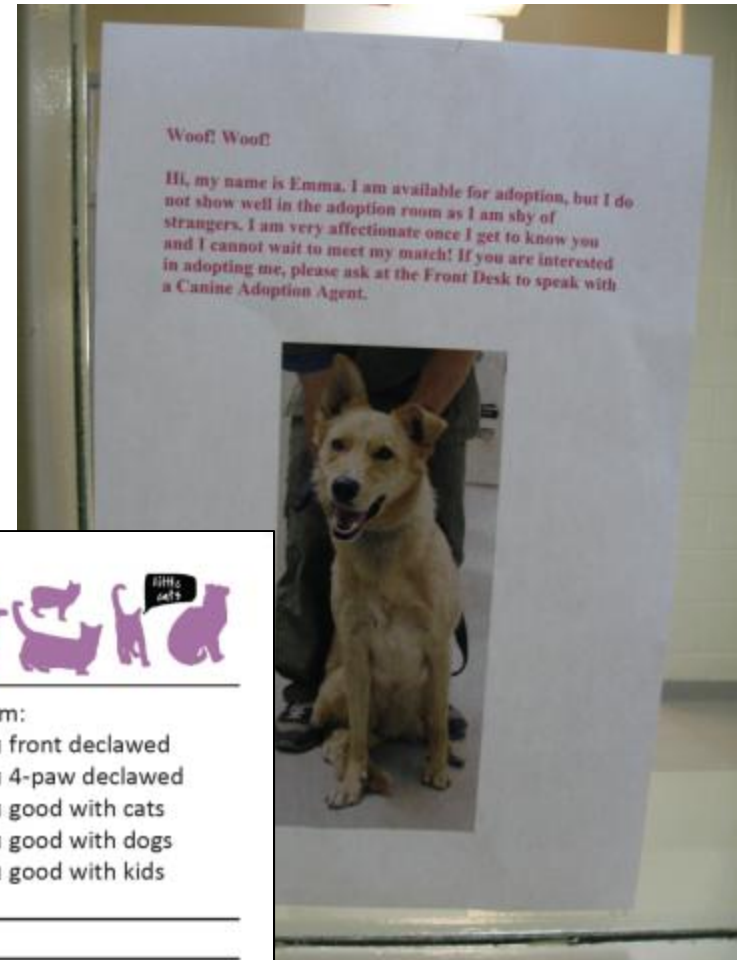 Woof! Woof!
Hi, my name is Emma. I am available for adoption, but I do
not show well in the adoption room as I am shy of
strangers. I am very affectionate once I get to know you
and I cannot wait to meet my match! If you are interested
in adopting me, please ask at the Front Desk to speak with
a Canine Adoption Agent.
little
cats
m:
front declawed
4-paw declawed
good with cats
good with dogs
good with kids